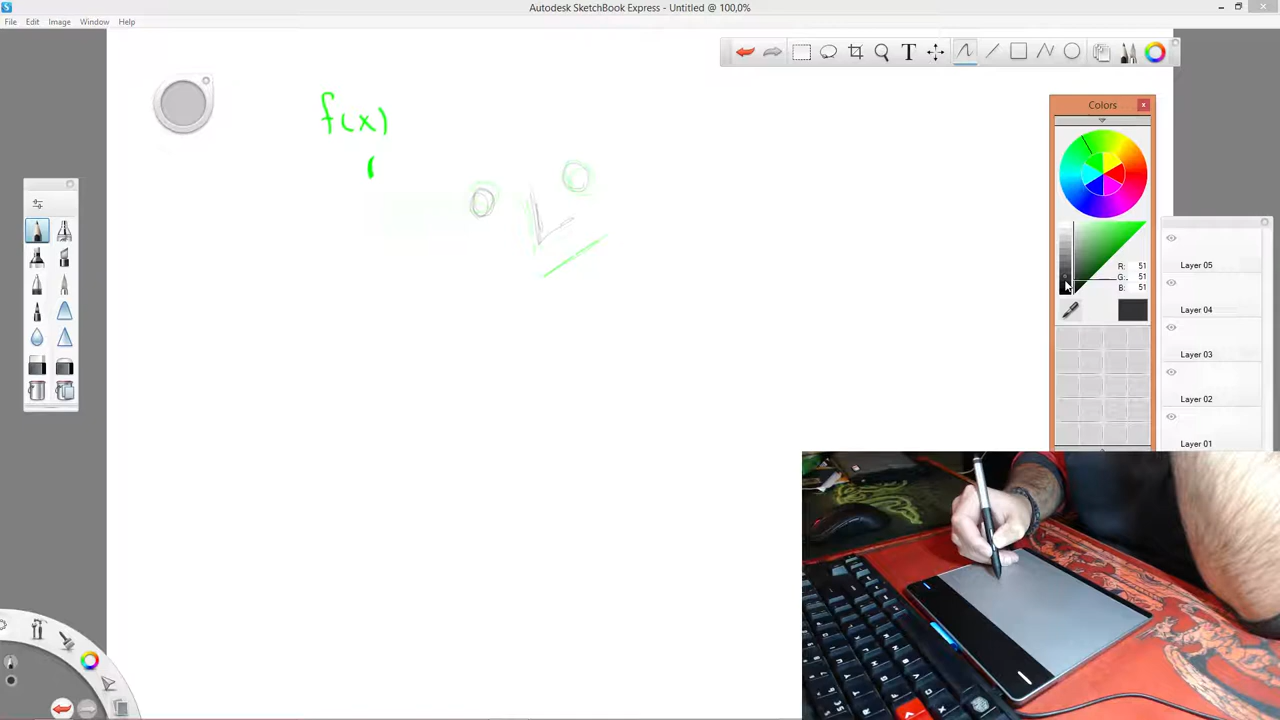 Autodesk SketchBook Express - Untitled @ 100,0%
File Edit Image Window Help
f(x)
(
Colors
R: 51
G: 51
B: 51
Layer 05
Layer 04
Layer 03
Layer 02
Layer 01